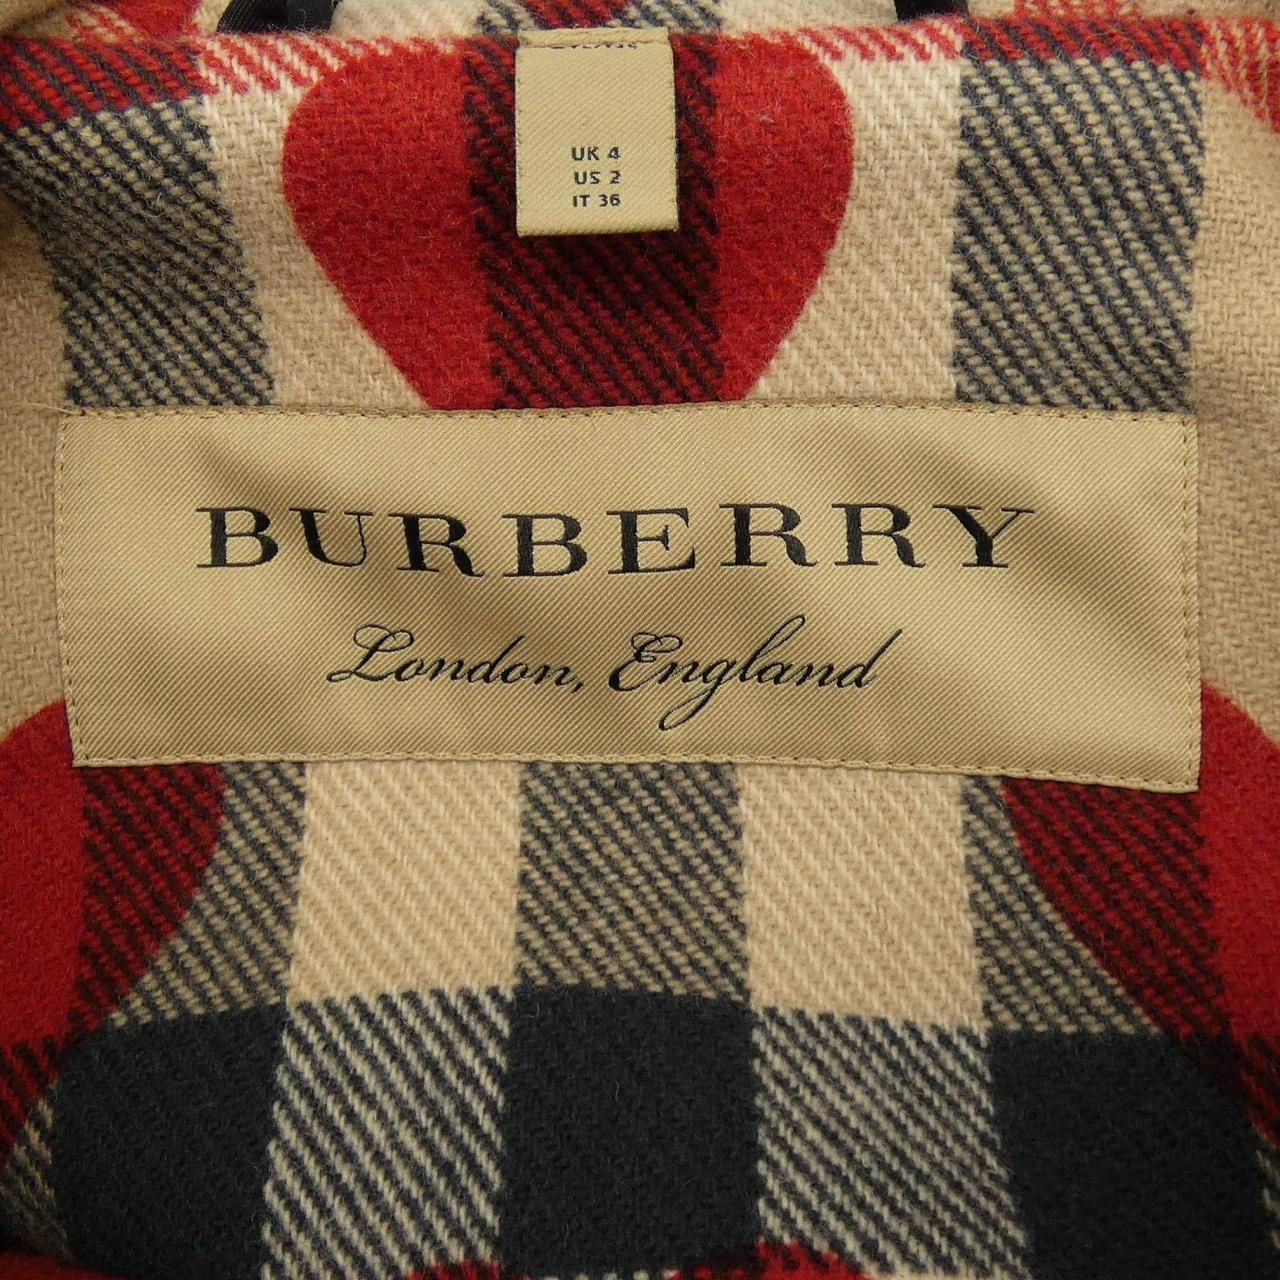 UK 4
US 2
IT 36
BURBERRY
London, England